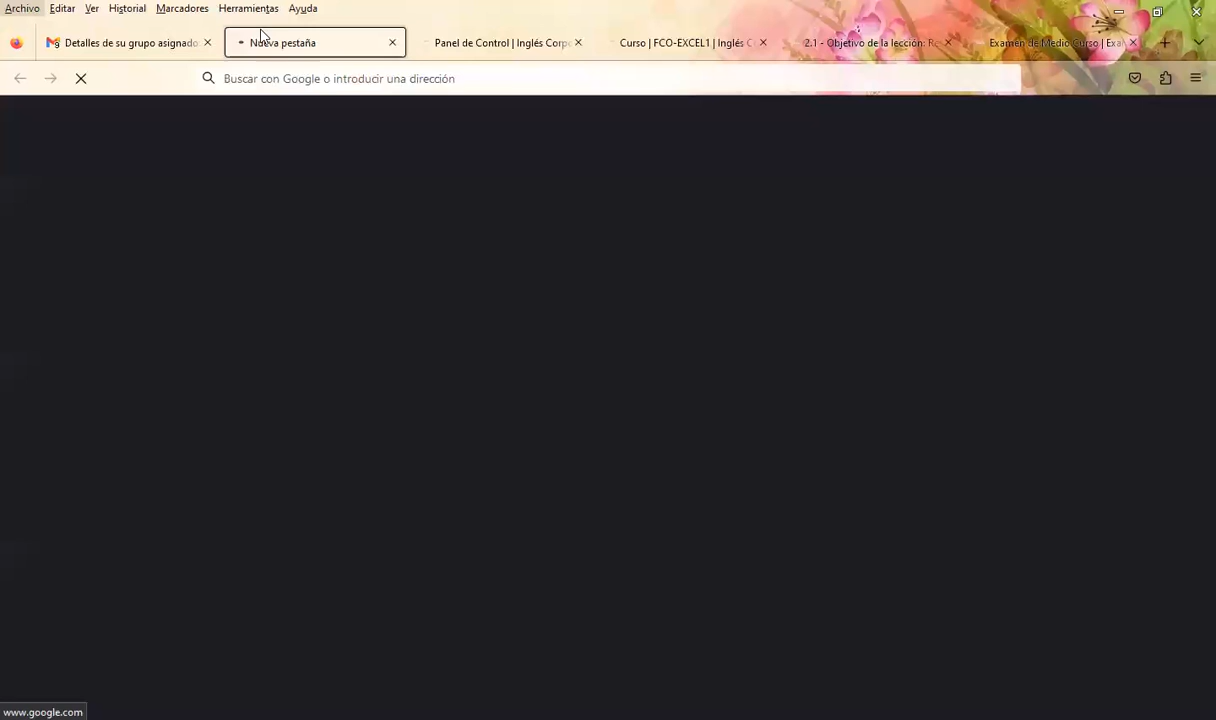 Archivo Editar Ver Historial Marcadores Herramientas Ayuda
Detalles de su grupo asignado Nueva pestaña Panel de Control | Inglés Corp Curso | FCO-EXCEL1 | Inglés C 2.1 - Objetivo de la lección: Re Examen de Medio Curso | Exa
Buscar con Google o introducir una dirección
www.google.com